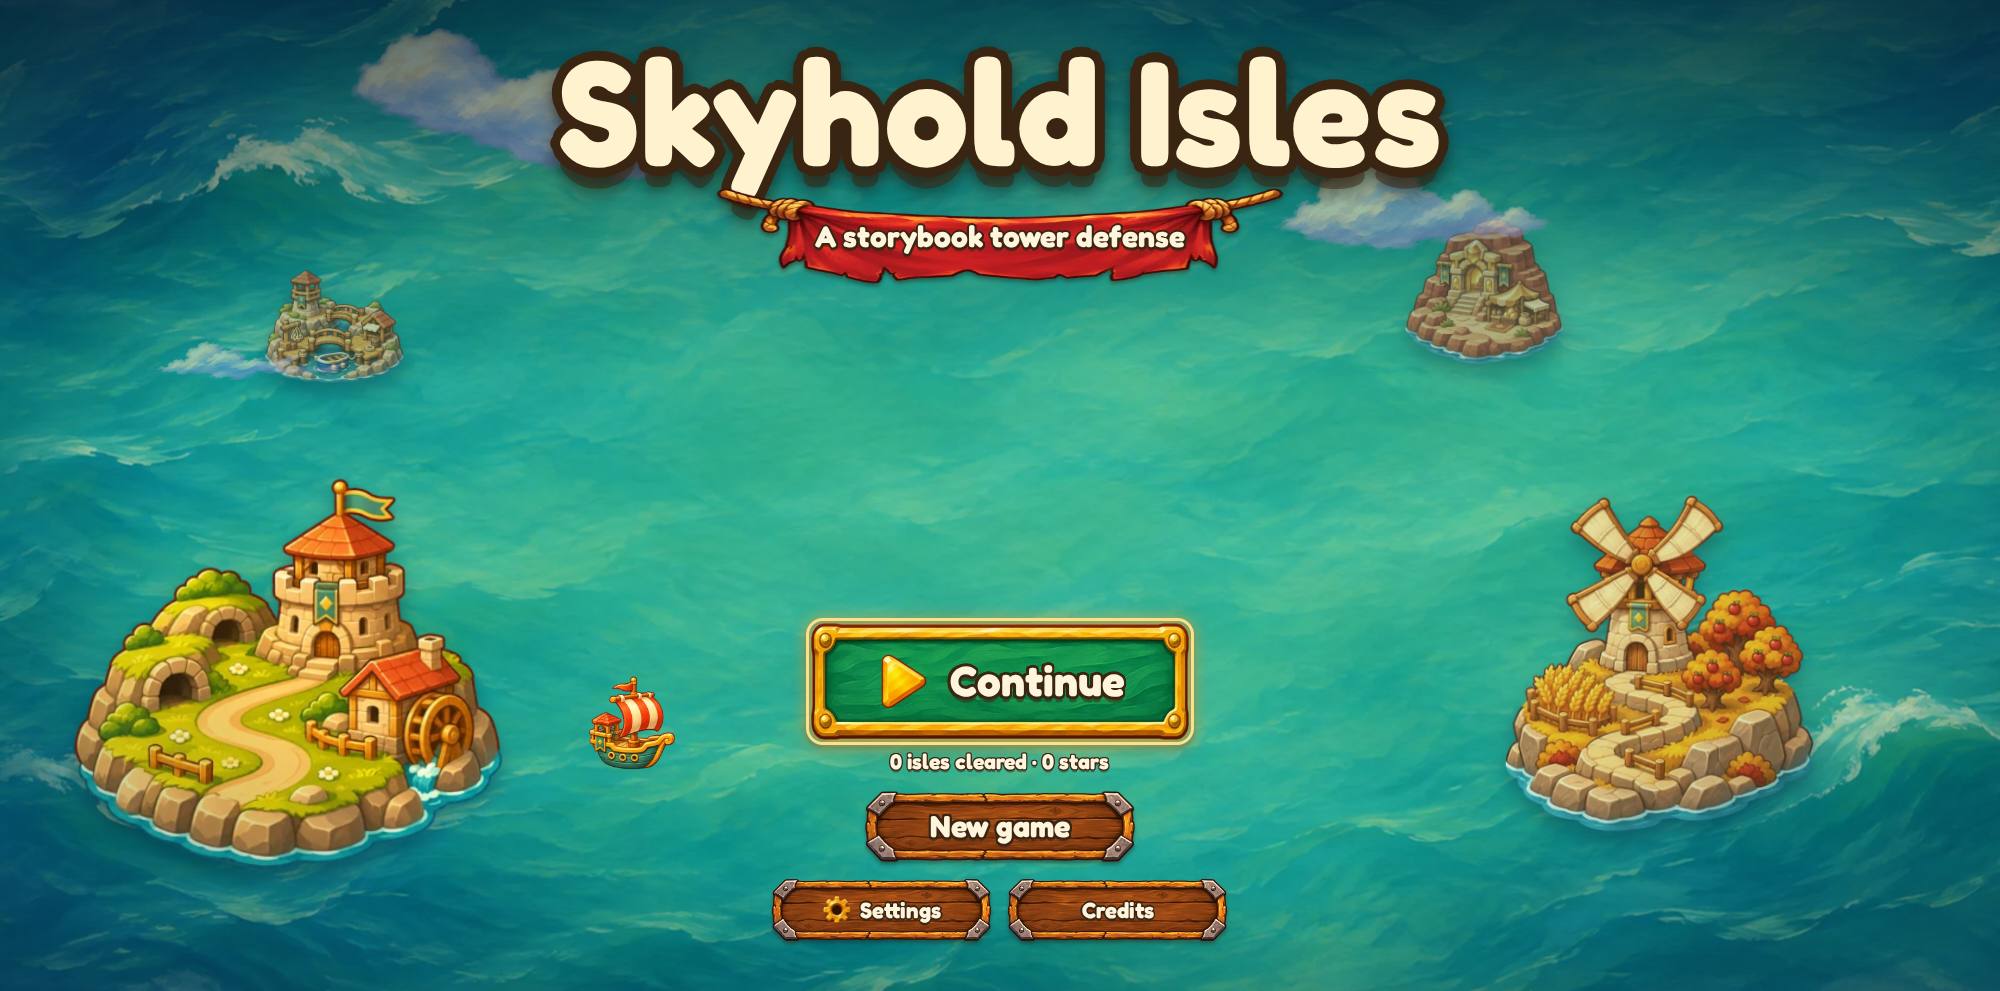 Skyhold Isles
A storybook tower defense
Continue
0 isles cleared · 0 stars
New game
Settings
Credits